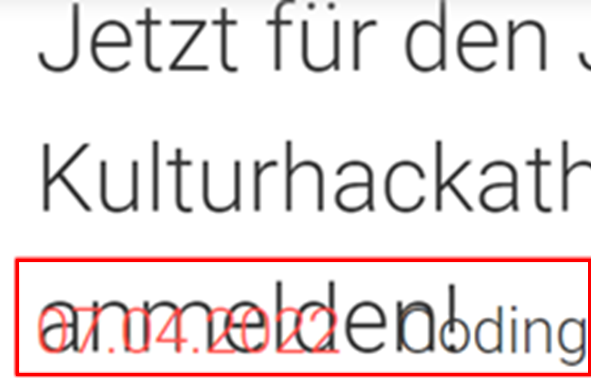 Jetzt für den J
Kulturhackath
anmelden!
07.04.2022 Coding